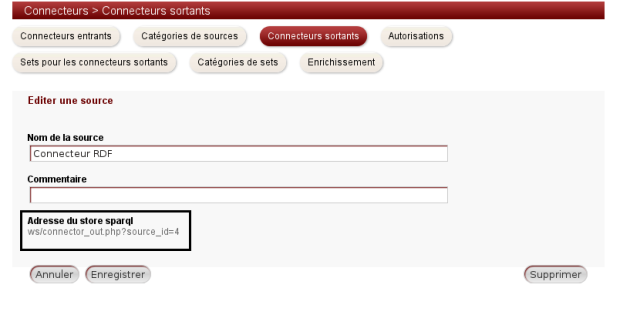 Connecteurs > Connecteurs sortants
Connecteurs entrants Catégories de sources Connecteurs sortants Autorisations
Sets pour les connecteurs sortants Catégories de sets Enrichissement
Editer une source
Nom de la source
Connecteur RDF
Commentaire
Adresse du store sparql
ws/connector_out.php?source_id=4
Annuler Enregistrer Supprimer